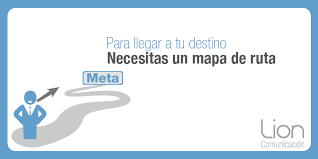 Para llegar a tu destino
Necesitas un mapa de ruta
Meta
Lion
Comunicación